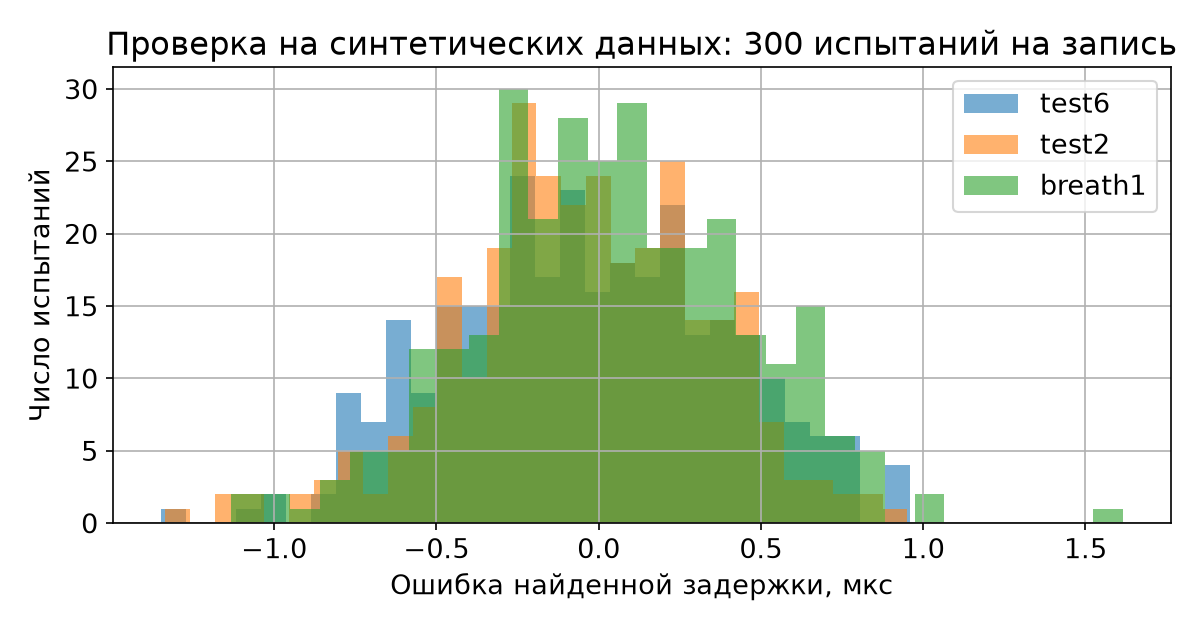 Проверка на синтетических данных: 300 испытаний на запись
Число испытаний
30
25
20
15
10
5
0
test6
test2
breath1
−1.0 −0.5 0.0 0.5 1.0 1.5
Ошибка найденной задержки, мкс